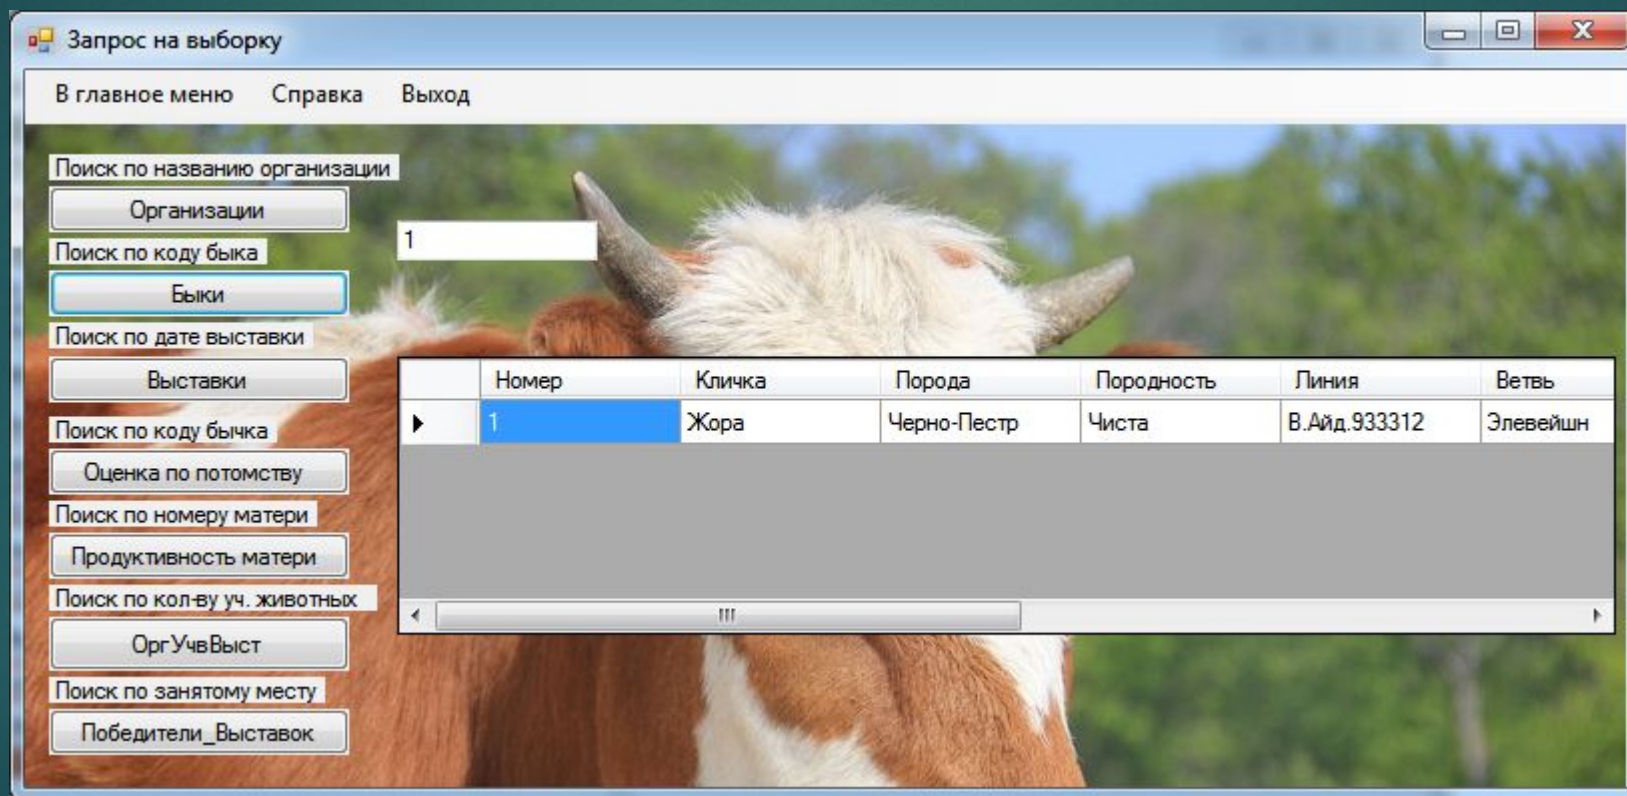 Запрос на выборку
В главное меню Справка Выход
Поиск по названию организации
Организации
Поиск по коду быка
Быки
Поиск по дате выставки
Выставки
Поиск по коду бычка
Оценка по потомству
Поиск по номеру матери
Продуктивность матери
Поиск по кол-ву уч. животных
ОргУчвВыст
Поиск по занятому месту
Победители_Выставок
1
Номер Кличка Порода Породность Линия Ветвь
1 Жора Черно-Пестр Чиста В.Айд.933312 Элевейшн